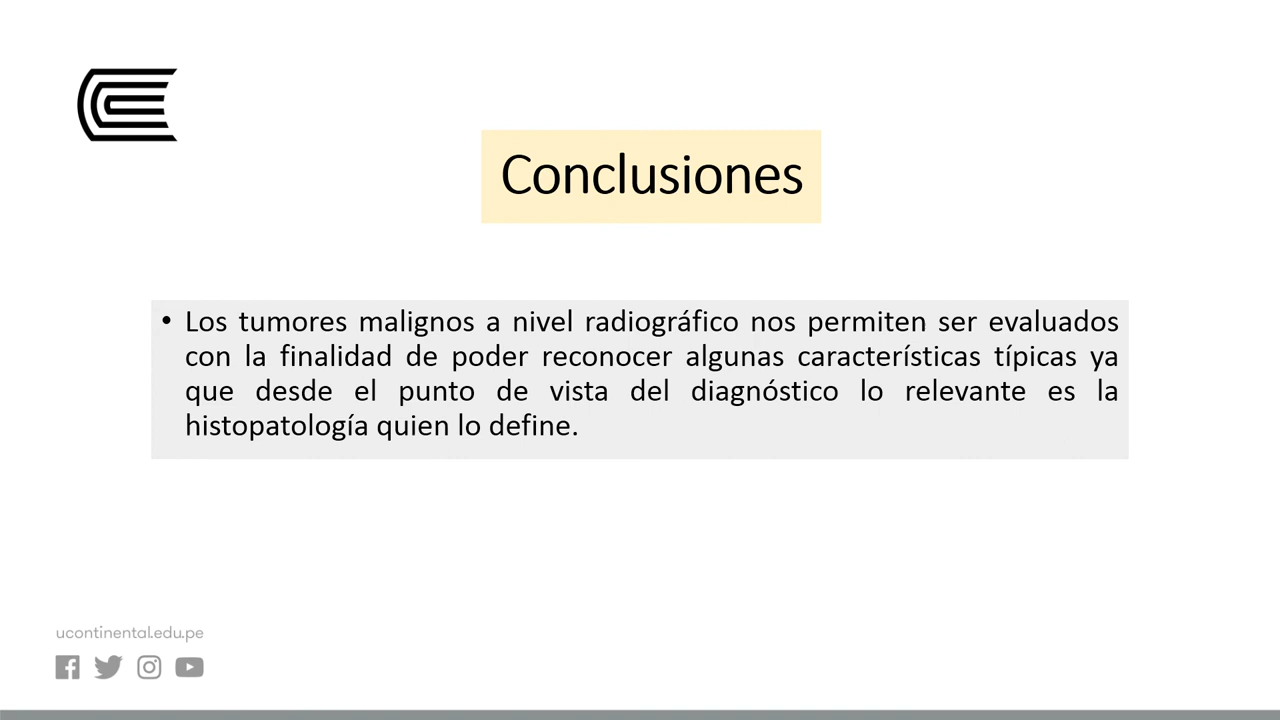 Conclusiones
• Los tumores malignos a nivel radiográfico nos permiten ser evaluados
con la finalidad de poder reconocer algunas características típicas ya
que desde el punto de vista del diagnóstico lo relevante es la
histopatología quien lo define.
ucontinental.edu.pe